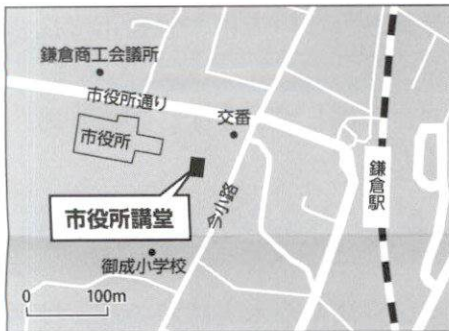 鎌倉商工会議所
市役所通り
交番
市役所
鎌倉駅
市役所講堂
今小路
御成小学校
0 100m